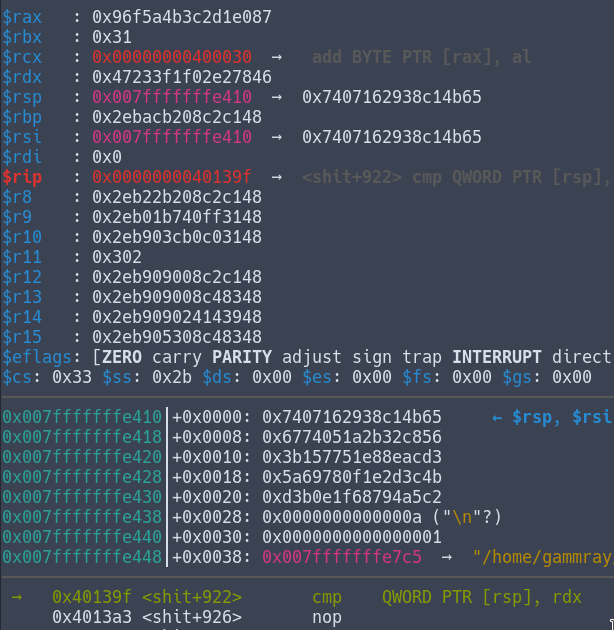 $rax   : 0x96f5a4b3c2d1e087
$rbx   : 0x31
$rcx   : 0x00000000400030  →   add BYTE PTR [rax], al
$rdx   : 0x47233f1f02e27846
$rsp   : 0x007fffffffe410  →  0x7407162938c14b65
$rbp   : 0x2ebacb208c2c148
$rsi   : 0x007fffffffe410  →  0x7407162938c14b65
$rdi   : 0x0
$rip   : 0x0000000040139f  →  <shit+922> cmp QWORD PTR [rsp],
$r8    : 0x2eb22b208c2c148
$r9    : 0x2eb01b740ff3148
$r10   : 0x2eb903cb0c03148
$r11   : 0x302
$r12   : 0x2eb909008c2c148
$r13   : 0x2eb909008c48348
$r14   : 0x2eb909024143948
$r15   : 0x2eb905308c48348
$eflags: [ZERO carry PARITY adjust sign trap INTERRUPT direct
$cs: 0x33 $ss: 0x2b $ds: 0x00 $es: 0x00 $fs: 0x00 $gs: 0x00
0x007fffffffe410│+0x0000: 0x7407162938c14b65    ← $rsp, $rsi
0x007fffffffe418│+0x0008: 0x6774051a2b32c856
0x007fffffffe420│+0x0010: 0x3b157751e88eacd3
0x007fffffffe428│+0x0018: 0x5a69780f1e2d3c4b
0x007fffffffe430│+0x0020: 0xd3b0e1f68794a5c2
0x007fffffffe438│+0x0028: 0x0000000000000a ("\n"?)
0x007fffffffe440│+0x0030: 0x00000000000001
0x007fffffffe448│+0x0038: 0x007fffffffe7c5  →  "/home/gammray
→   0x40139f <shit+922>       cmp    QWORD PTR [rsp], rdx
0x4013a3 <shit+926>       nop